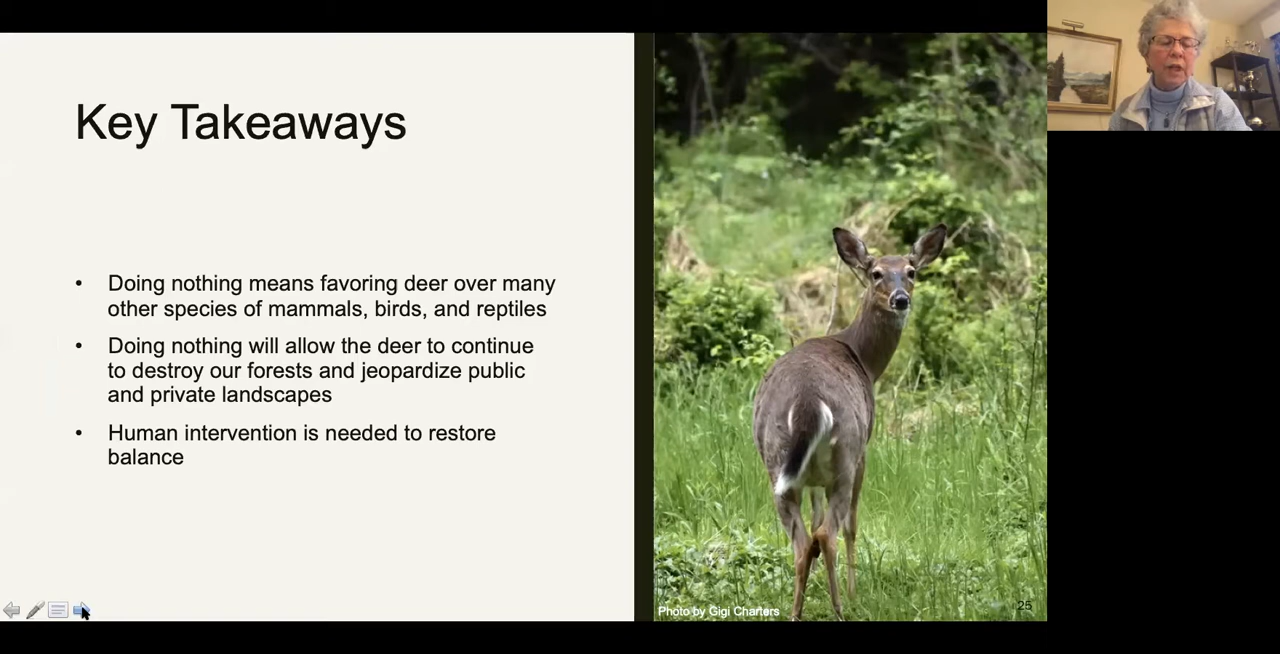 Key Takeaways
• Doing nothing means favoring deer over many
other species of mammals, birds, and reptiles
• Doing nothing will allow the deer to continue
to destroy our forests and jeopardize public
and private landscapes
• Human intervention is needed to restore
balance
Photo by Gigi Charters
25